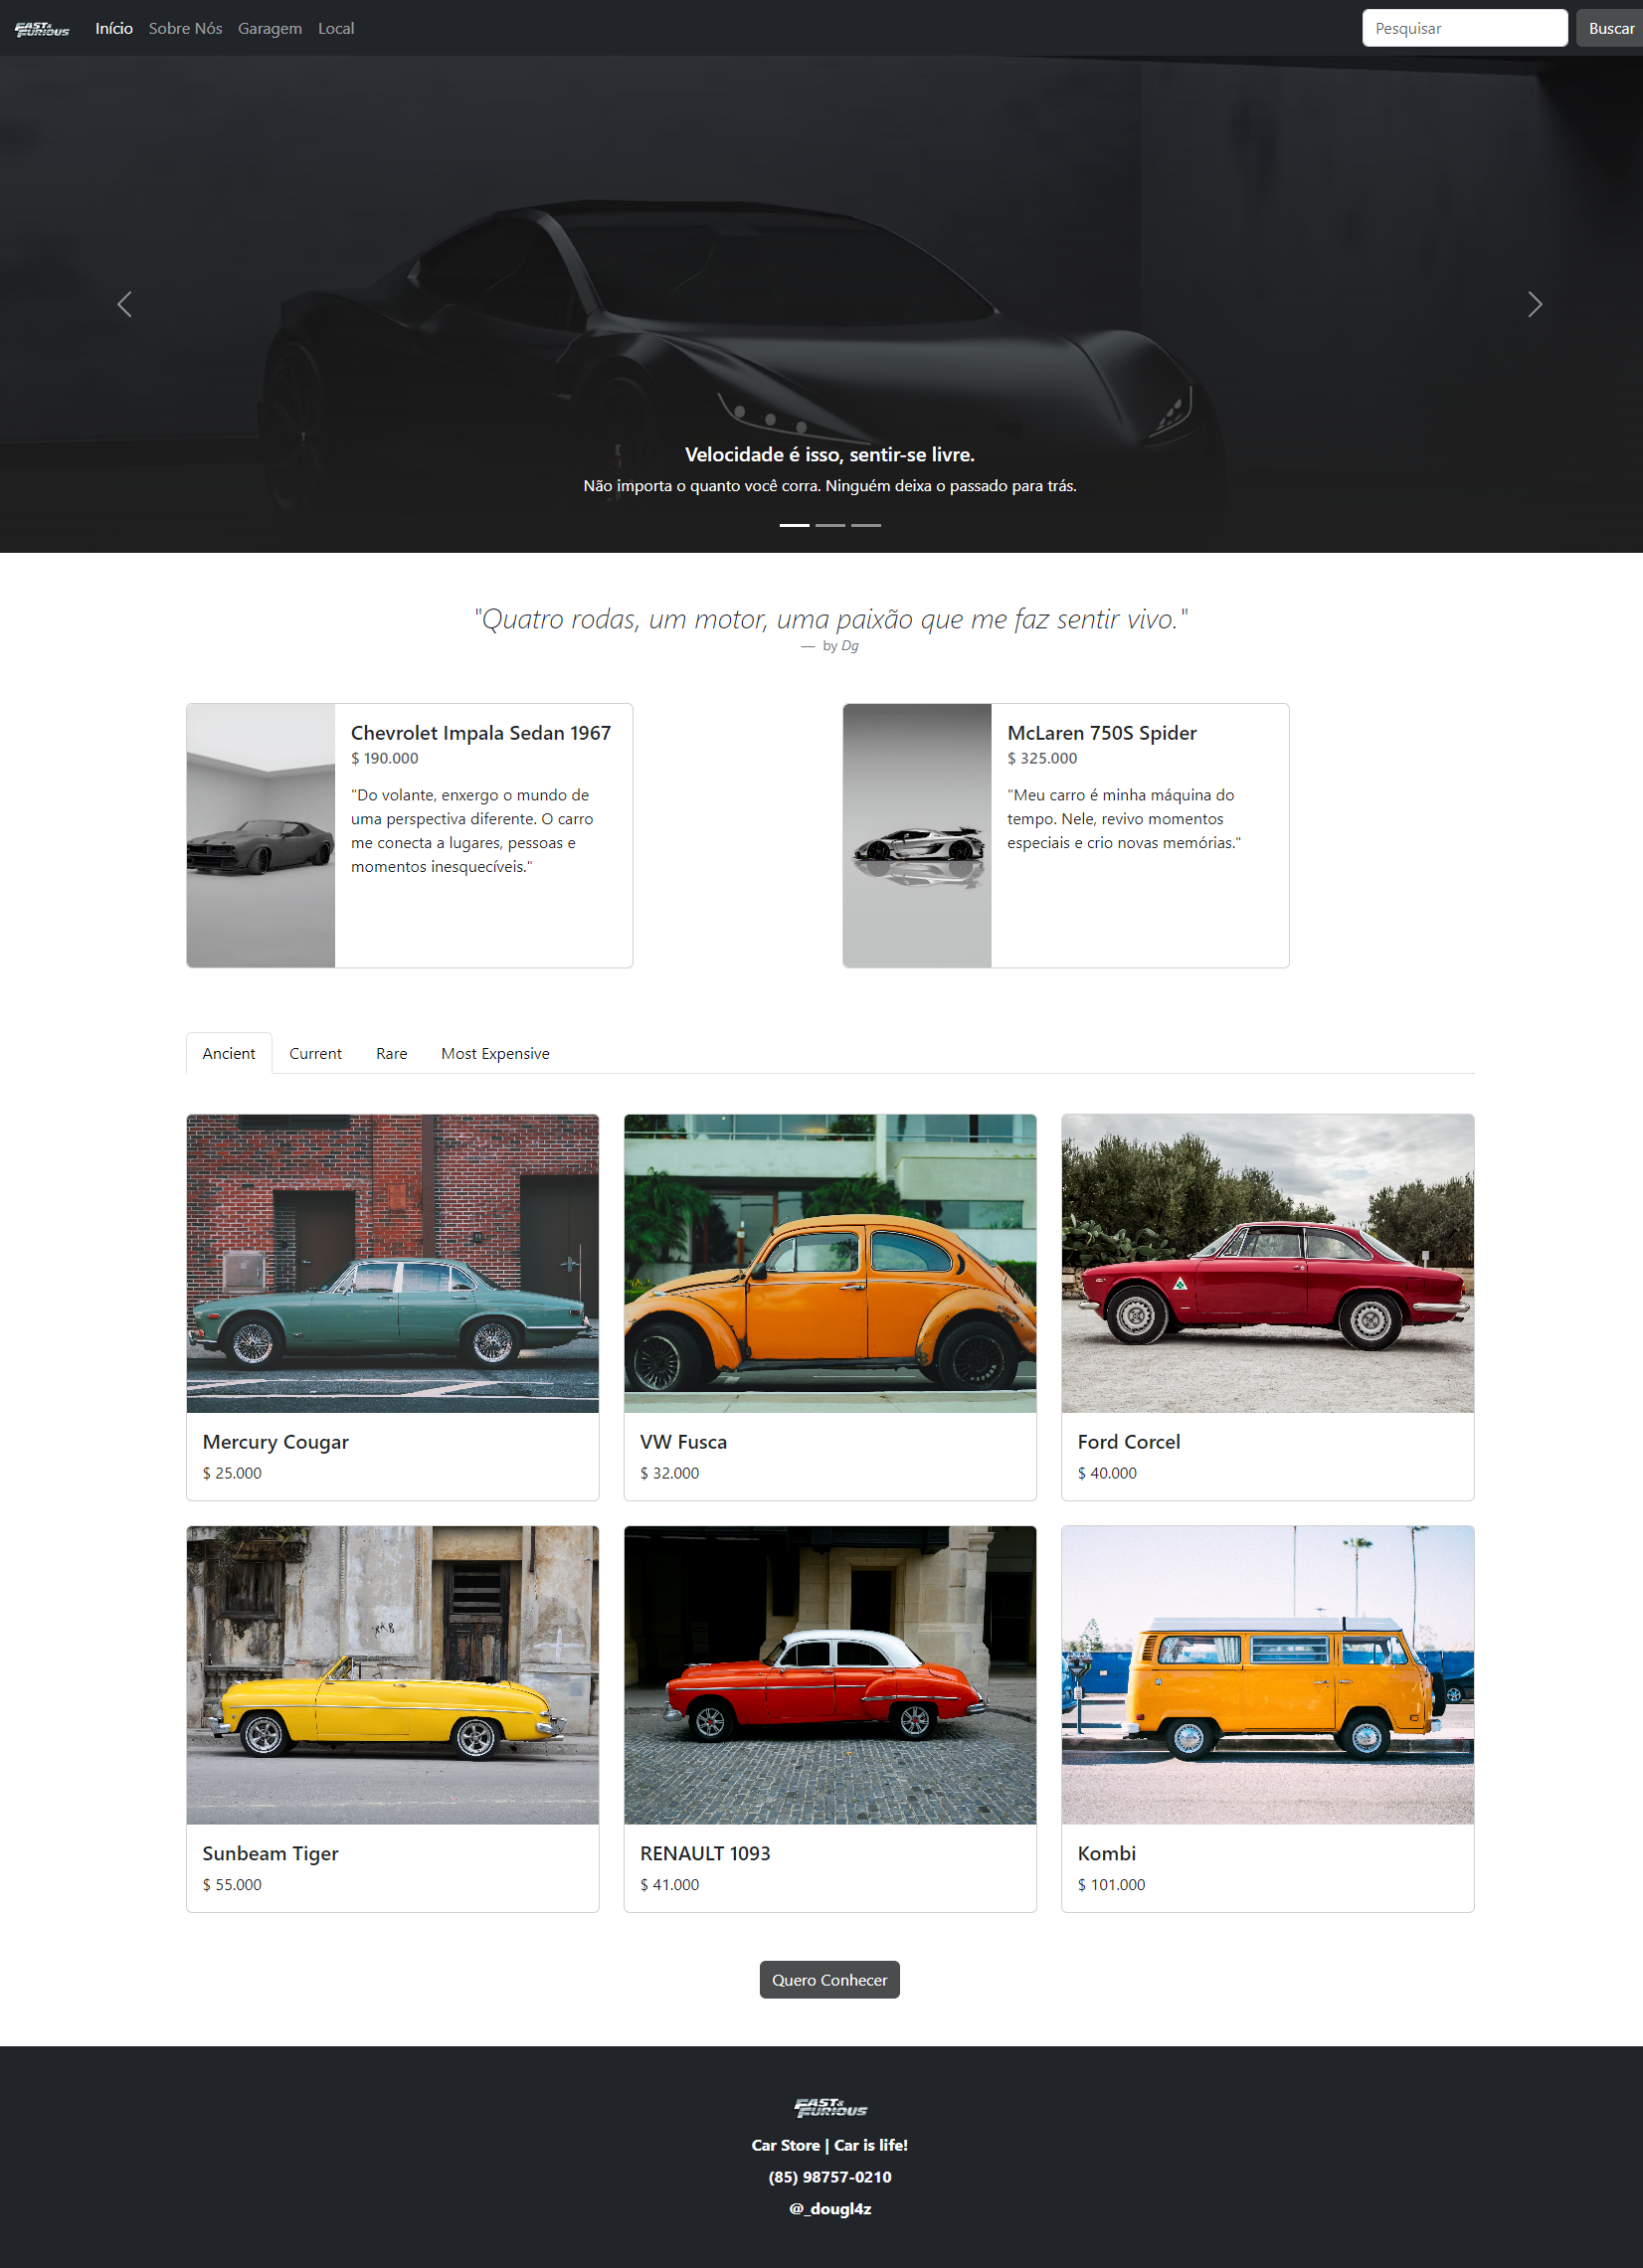 FAST & FURIOUS
Início Sobre Nós Garagem Local
Pesquisar
Buscar
Velocidade é isso, sentir-se livre.
Não importa o quanto você corra. Ninguém deixa o passado para trás.
"Quatro rodas, um motor, uma paixão que me faz sentir vivo."
— by Dg
Chevrolet Impala Sedan 1967
$ 190.000
"Do volante, enxergo o mundo de
uma perspectiva diferente. O carro
me conecta a lugares, pessoas e
momentos inesquecíveis."
McLaren 750S Spider
$ 325.000
"Meu carro é minha máquina do
tempo. Nele, revivo momentos
especiais e crio novas memórias."
Ancient Current Rare Most Expensive
Mercury Cougar
$ 25.000
VW Fusca
$ 32.000
Ford Corcel
$ 40.000
Sunbeam Tiger
$ 55.000
RENAULT 1093
$ 41.000
Kombi
$ 101.000
Quero Conhecer
FAST & FURIOUS
Car Store | Car is life!
(85) 98757-0210
@_dougl4z